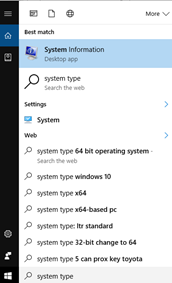 More
Best match
System Information
Desktop app
system type
Search the web
Settings
System
Web
system type 64 bit operating system -
Search the web
system type windows 10
system type x64
system type x64-based pc
system type: ltr standard
system type 32-bit change to 64
system type 5 can prox key toyota
system type